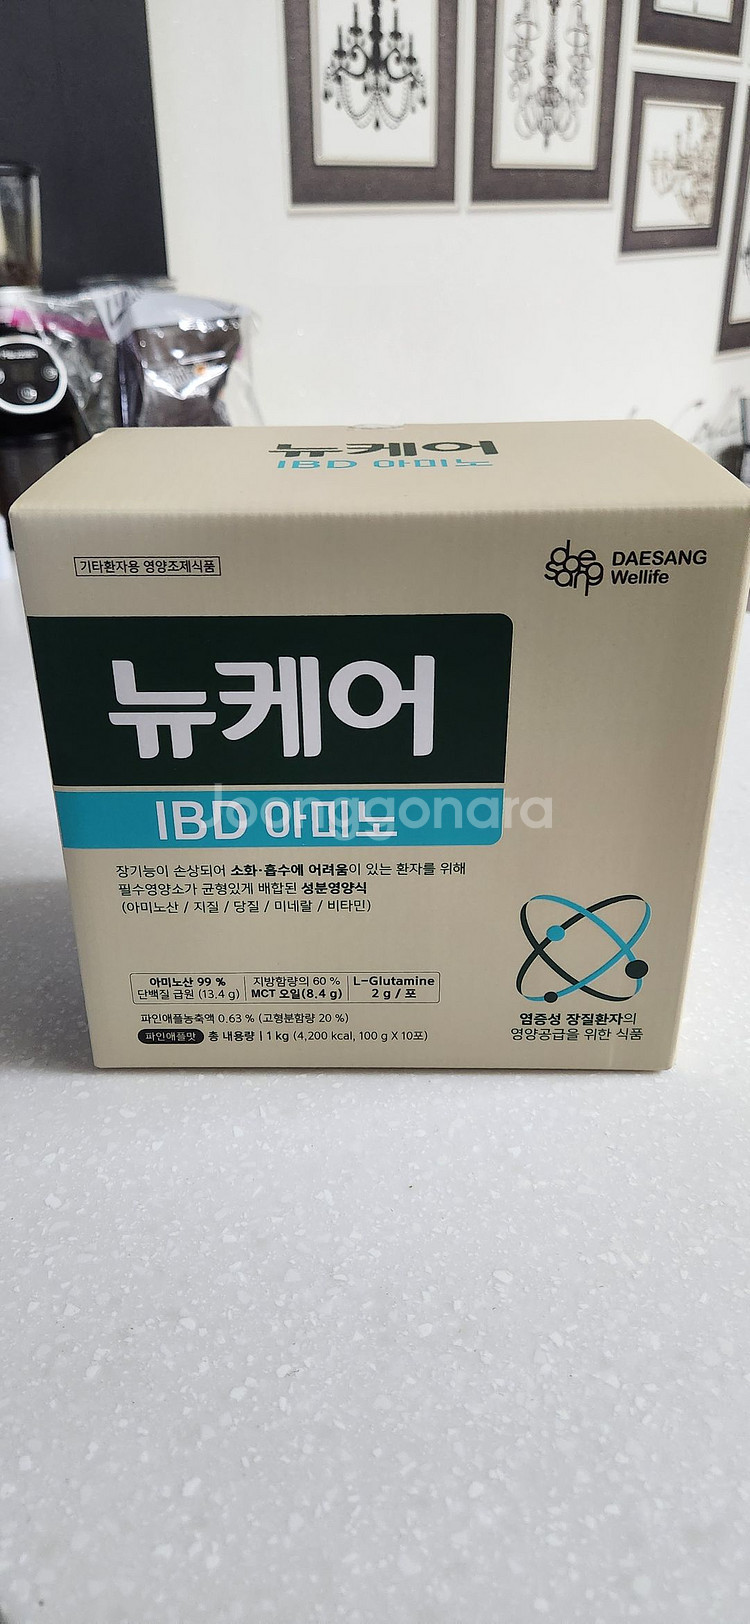 뉴케어
IBD 아미노
기타환자용 영양조제식품
DAESANG
Wellife
뉴케어
IBD 아미노
Joonggonara
장기능이 손상되어 소화·흡수에 어려움이 있는 환자를 위해
필수영양소가 균형있게 배합된 성분영양식
(아미노산 / 지질 / 당질 / 미네랄 / 비타민)
아미노산 99 %
단백질 급원 (13.4 g)
지방함량의 60 %
MCT 오일(8.4 g)
L-Glutamine
2 g / 포
파인애플농축액 0.63 % (고형분함량 20 %)
파인애플맛 총 내용량 | 1 kg (4,200 kcal, 100 g X 10포)
염증성 장질환자의
영양공급을 위한 식품